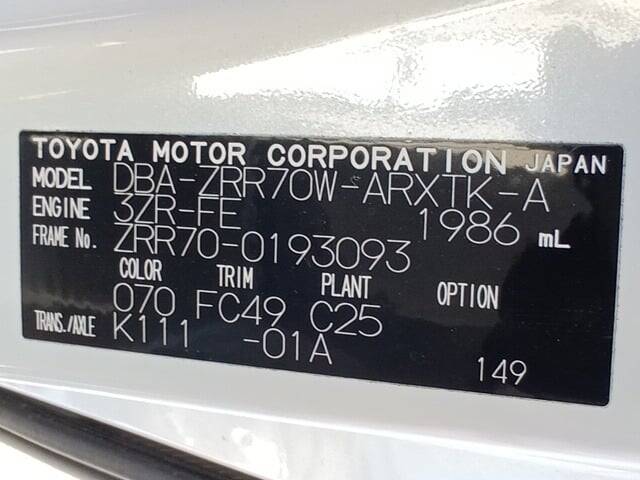 TOYOTA MOTOR CORPORATION JAPAN
MODEL DBA-ZRR70W-ARXTK-A
ENGINE 3ZR-FE 1986 mL
FRAME No. ZRR70-0193093
COLOR TRIM PLANT OPTION
070 FC49 C25
TRANS./AXLE K111 -01A
149